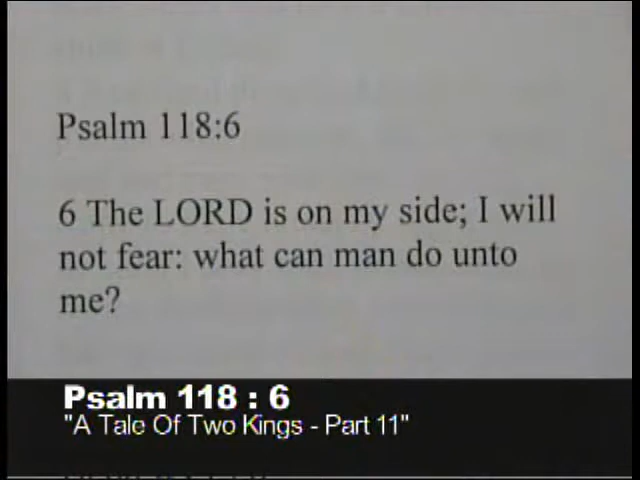 Psalm 118:6
6 The LORD is on my side; I will
not fear: what can man do unto
me?
Psalm 118 : 6
"A Tale Of Two Kings - Part 11"